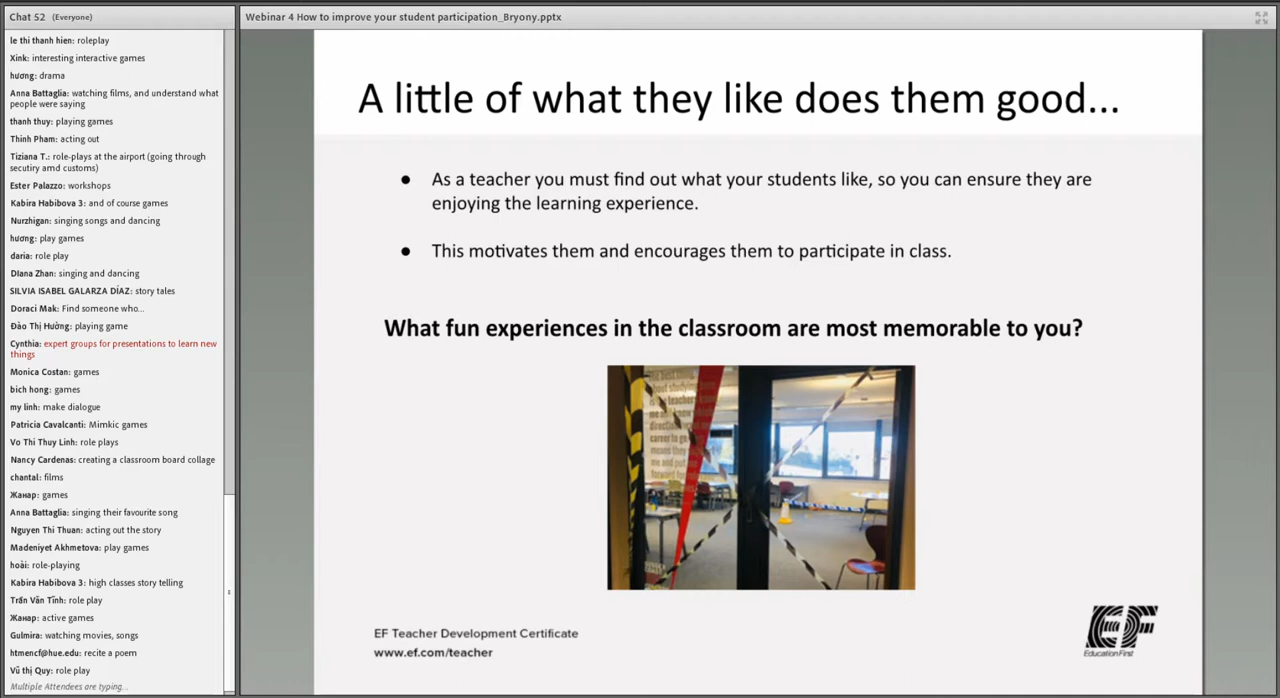 Chat 52 (Everyone)
le thi thanh hien: roleplay
Xink: interesting interactive games
hương: drama
Anna Battaglia: watching films, and understand what
people were saying
thanh thuy: playing games
Thinh Pham: acting out
Tiziana T.: role-plays at the airport (going through
secutiry amd customs)
Ester Palazzo: workshops
Kabira Habibova 3: and of course games
Nurzhigan: singing songs and dancing
hương: play games
daria: role play
DIana Zhan: singing and dancing
SILVIA ISABEL GALARZA DÍAZ: story tales
Doraci Mak: Find someone who...
Đào Thị Hường: playing game
Cynthia: expert groups for presentations to learn new
things
Monica Costan: games
bich hong: games
my linh: make dialogue
Patricia Cavalcanti: Mimkic games
Vo Thi Thuy Linh: role plays
Nancy Cardenas: creating a classroom board collage
chantal: films
Жанар: games
Anna Battaglia: singing their favourite song
Nguyen Thi Thuan: acting out the story
Madeniyet Akhmetova: play games
hoài: role-playing
Kabira Habibova 3: high classes story telling
Trần Văn Tĩnh: role play
Жанар: active games
Gulmira: watching movies, songs
htmencf@hue.edu: recite a poem
Vũ thị Quy: role play
Multiple Attendees are typing...
Webinar 4 How to improve your student participation_Bryony.pptx
A little of what they like does them good...
● As a teacher you must find out what your students like, so you can ensure they are
enjoying the learning experience.
● This motivates them and encourages them to participate in class.
What fun experiences in the classroom are most memorable to you?
EF Teacher Development Certificate
www.ef.com/teacher
EF
Education First